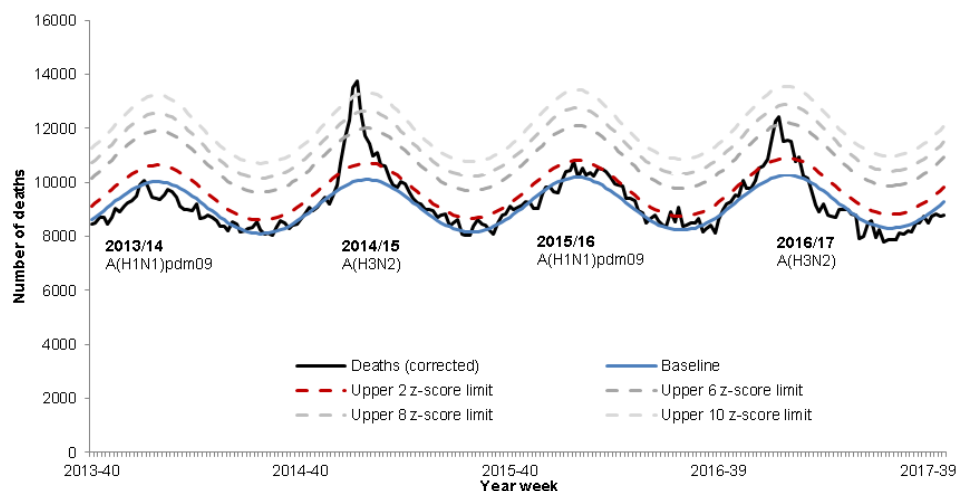 16000
14000
12000
10000
8000
6000
4000
2000
0
Number of deaths
2013/14
A(H1N1)pdm09
2014/15
A(H3N2)
2015/16
A(H1N1)pdm09
2016/17
A(H3N2)
Deaths (corrected)
Baseline
Upper 2 z-score limit
Upper 6 z-score limit
Upper 8 z-score limit
Upper 10 z-score limit
2013-40
2014-40
2015-40
2016-39
2017-39
Year week